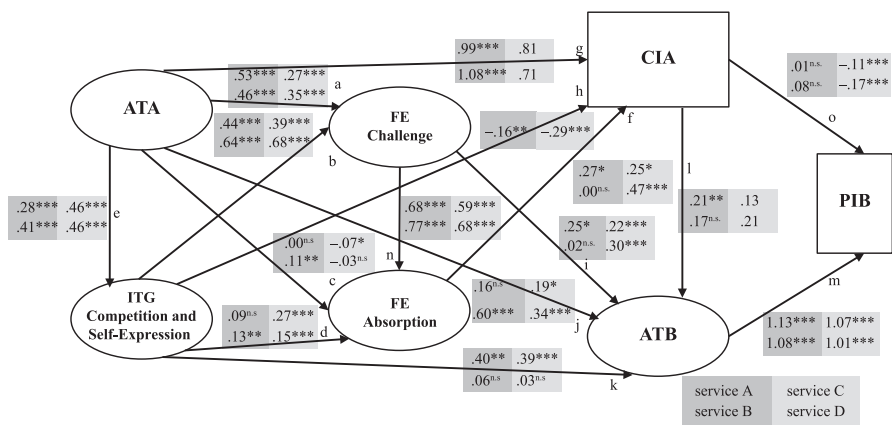 .99*** .81
1.08*** .71
g
CIA
.53*** .27***
.46*** .35***
a
h
.01n.s. –.11***
.08n.s. –.17***
ATA
.44*** .39***
.64*** .68***
b
FE
Challenge
–.16** –.29***
f
o
.27* .25*
.00n.s. .47***
l
PIB
.28*** .46***
.41*** .46***
e
.68*** .59***
.77*** .68***
n
.21** .13
.17n.s. .21
.00n.s –.07*
.11** –.03ns
c
.25* .22***
.02n.s. .30***
i
m
ITG
Competition and
Self-Expression
.09ns .27***
.13** .15***
d
FE
Absorption
.16ns .19*
.60*** .34***
j
ATB
1.13*** 1.07***
1.08*** 1.01***
.40** .39***
.06n.s .03n.s
k
service A service C
service B service D